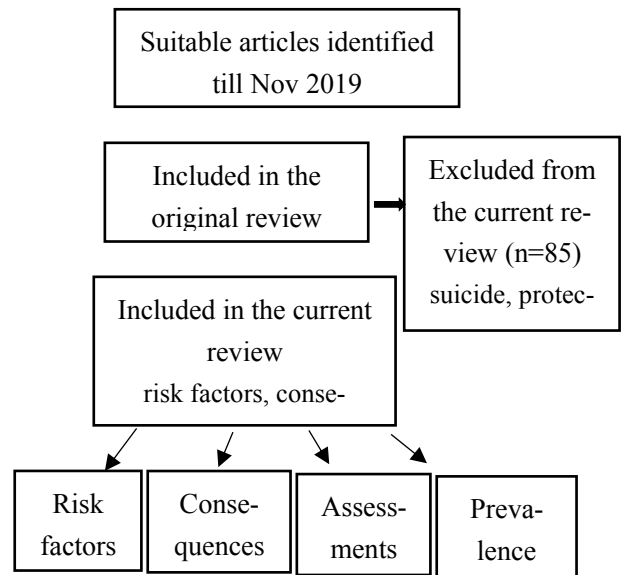 Suitable articles identified
till Nov 2019
Included in the
original review
Excluded from
the current re-
view (n=85)
suicide, protec-
Included in the current
review
risk factors, conse-
Risk
factors
Conse-
quences
Assess-
ments
Preva-
lence